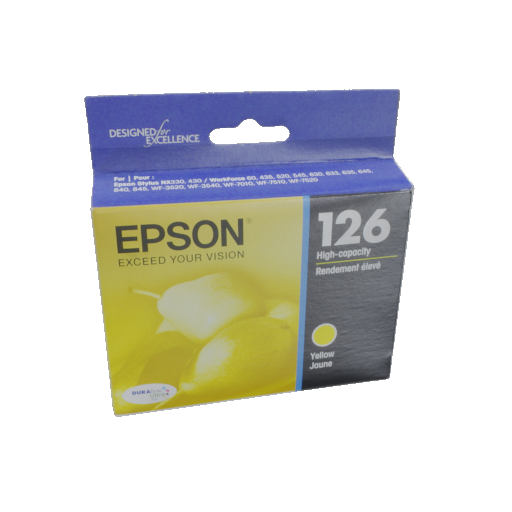 DESIGNED for
EXCELLENCE
For | Pour :
Epson Stylus NX330, 430 / WorkForce 60, 435, 520, 545, 630, 633, 635, 645,
840, 845, WF-3520, WF-3540, WF-7010, WF-7510, WF-7520
EPSON®
EXCEED YOUR VISION
126
High-capacity
Rendement élevé
Yellow
Jaune
DURA